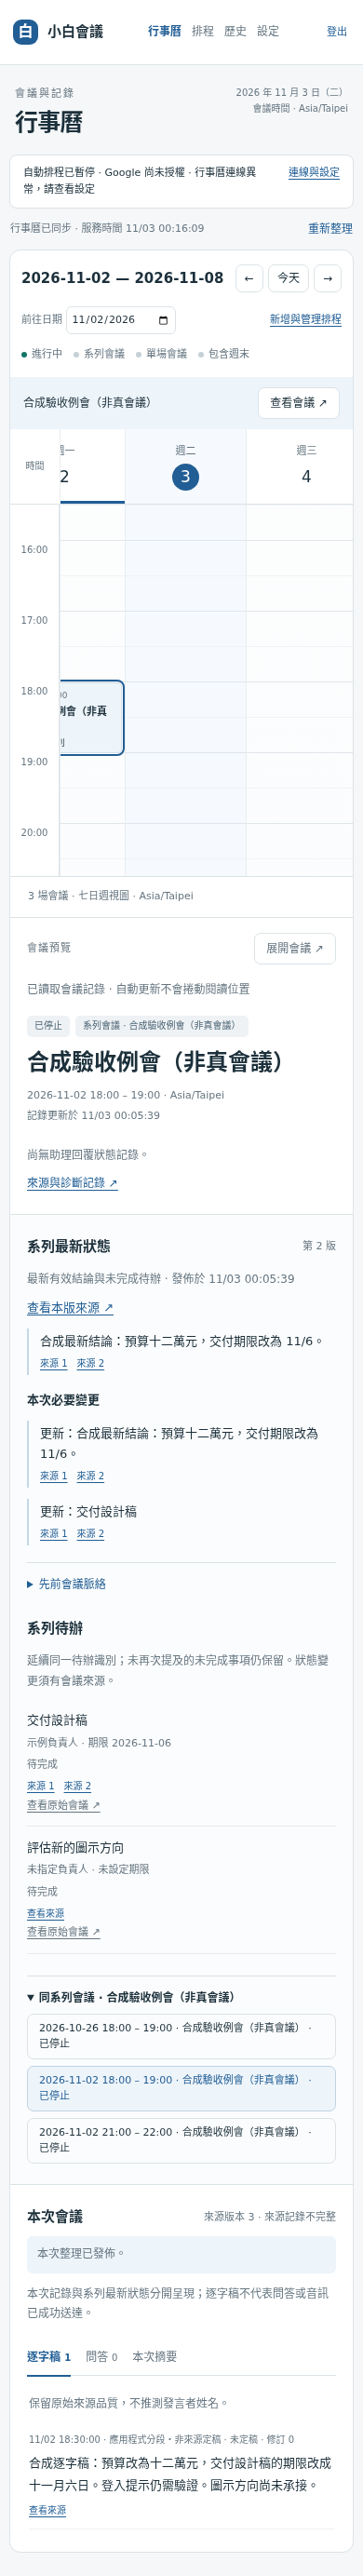 白 小白會議 行事曆 排程 歷史 設定 登出
會議與記錄
行事曆
2026 年 11 月 3 日（二）
會議時間 · Asia/Taipei
自動排程已暫停 · Google 尚未授權 · 行事曆連線異
常，請查看設定
連線與設定
行事曆已同步 · 服務時間 11/03 00:16:09 重新整理
2026-11-02 — 2026-11-08 ← 今天 →
前往日期 11/02/2026 新增與管理排程
進行中 系列會議 單場會議 包含週末
合成驗收例會（非真會議） 查看會議 ↗
時間 週一 週二 週三
2 3 4
16:00
17:00
18:00
例會（非真
19:00
20:00
3 場會議 · 七日週視圖 · Asia/Taipei
會議預覽 展開會議 ↗
已讀取會議記錄 · 自動更新不會捲動閱讀位置
已停止 系列會議 · 合成驗收例會（非真會議）
合成驗收例會（非真會議）
2026-11-02 18:00 – 19:00 · Asia/Taipei
記錄更新於 11/03 00:05:39
尚無助理回覆狀態記錄。
來源與診斷記錄 ↗
系列最新狀態 第 2 版
最新有效結論與未完成待辦 · 發佈於 11/03 00:05:39
查看本版來源 ↗
合成最新結論：預算十二萬元，交付期限改為 11/6。
來源 1 來源 2
本次必要變更
更新：合成最新結論：預算十二萬元，交付期限改為
11/6。
來源 1 來源 2
更新：交付設計稿
來源 1 來源 2
▶ 先前會議脈絡
系列待辦
延續同一待辦識別；未再次提及的未完成事項仍保留。狀態變
更須有會議來源。
交付設計稿
示例負責人 · 期限 2026-11-06
待完成
來源 1 來源 2
查看原始會議 ↗
評估新的圖示方向
未指定負責人 · 未設定期限
待完成
查看來源
查看原始會議 ↗
▼ 同系列會議 · 合成驗收例會（非真會議）
2026-10-26 18:00 – 19:00 · 合成驗收例會（非真會議） ·
已停止
2026-11-02 18:00 – 19:00 · 合成驗收例會（非真會議） ·
已停止
2026-11-02 21:00 – 22:00 · 合成驗收例會（非真會議） ·
已停止
本次會議 來源版本 3 · 來源記錄不完整
本次整理已發佈。
本次記錄與系列最新狀態分開呈現；逐字稿不代表問答或音訊
已成功送達。
逐字稿 1 問答 0 本次摘要
保留原始來源品質，不推測發言者姓名。
11/02 18:30:00 · 應用程式分段 · 非來源定稿 · 未定稿 · 修訂 0
合成逐字稿：預算改為十二萬元，交付設計稿的期限改成
十一月六日。登入提示仍需驗證。圖示方向尚未承接。
查看來源